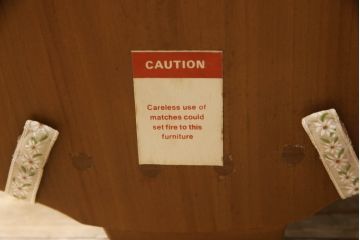 CAUTION
Careless use of
matches could
set fire to this
furniture